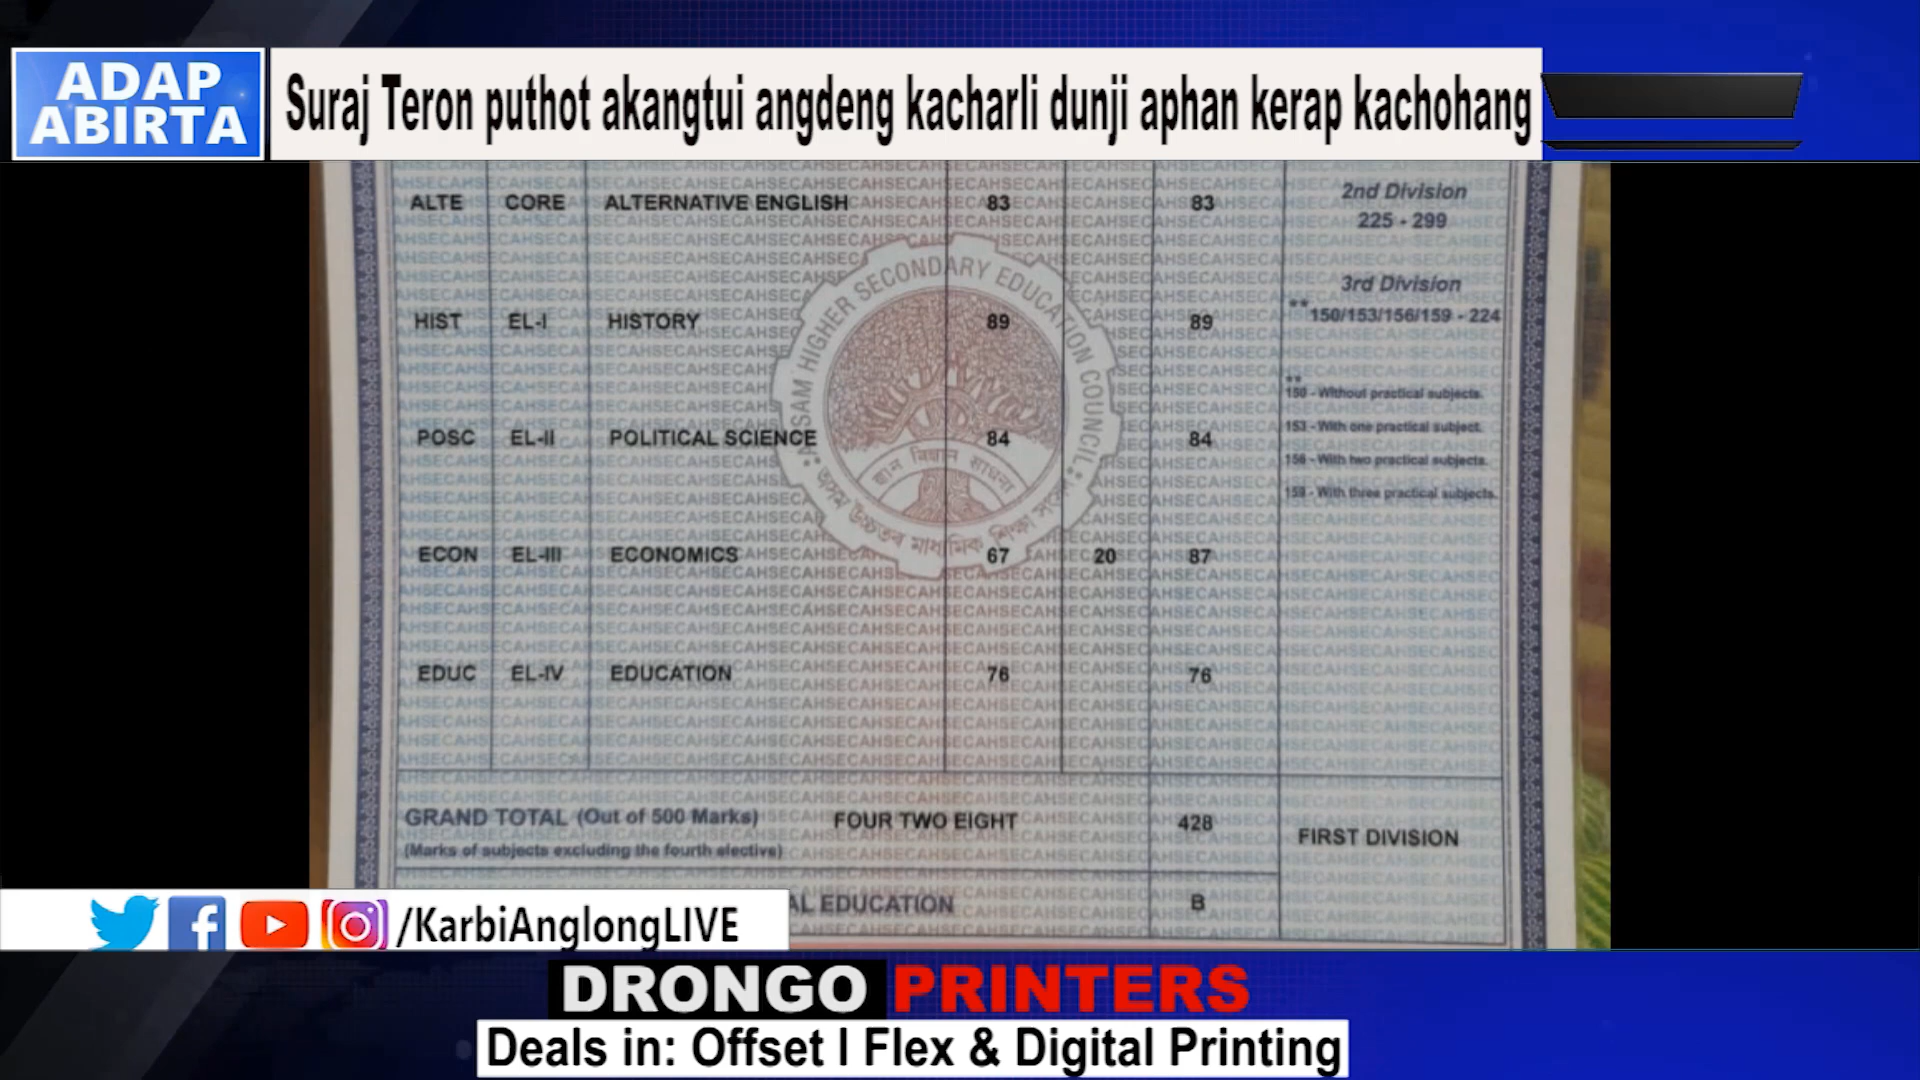 ADAP
ABIRTA
Suraj Teron puthot akangtui angdeng kacharli dunji aphan kerap kachohang
ALTE CORE ALTERNATIVE ENGLISH 83 83
2nd Division
225 - 299
3rd Division
**150/153/156/159 - 224
HIST EL-I HISTORY 89 89
**
150 - Without practical subjects.
153 - With one practical subject.
156 - With two practical subjects.
159 - With three practical subjects.
POSC EL-II POLITICAL SCIENCE 84 84
ECON EL-III ECONOMICS 67 20 87
EDUC EL-IV EDUCATION 76 76
ASSAM HIGHER SECONDARY EDUCATION COUNCIL
জ্ঞান বিজ্ঞান সাধনা
অসম উচ্চতৰ মাধ্যমিক শিক্ষা
GRAND TOTAL (Out of 500 Marks) FOUR TWO EIGHT 428 FIRST DIVISION
(Marks of subjects excluding the fourth elective)
AL EDUCATION B
/KarbiAnglongLIVE
DRONGO PRINTERS
Deals in: Offset l Flex & Digital Printing